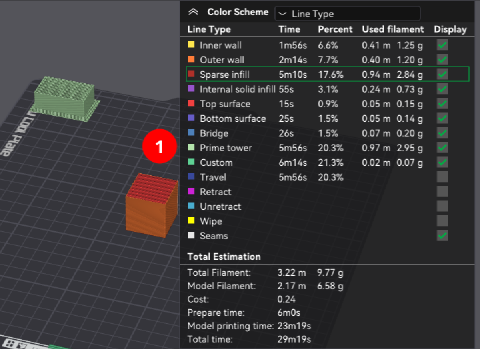 Color Scheme Line Type
Line Type Time Percent Used filament Display
Inner wall 1m56s 6.6% 0.41 m 1.25 g
Outer wall 2m14s 7.7% 0.40 m 1.20 g
Sparse infill 5m10s 17.6% 0.94 m 2.84 g
Internal solid infill 55s 3.1% 0.24 m 0.73 g
Top surface 15s 0.9% 0.05 m 0.15 g
Bottom surface 25s 1.5% 0.05 m 0.14 g
Bridge 26s 1.5% 0.07 m 0.20 g
Prime tower 5m56s 20.3% 0.97 m 2.95 g
Custom 6m14s 21.3% 0.02 m 0.07 g
Travel 5m56s 20.3%
Retract
Unretract
Wipe
Seams
Total Estimation
Total Filament: 3.22 m 9.77 g
Model Filament: 2.17 m 6.58 g
Cost: 0.24
Prepare time: 6m0s
Model printing time: 23m19s
Total time: 29m19s
1
Plate